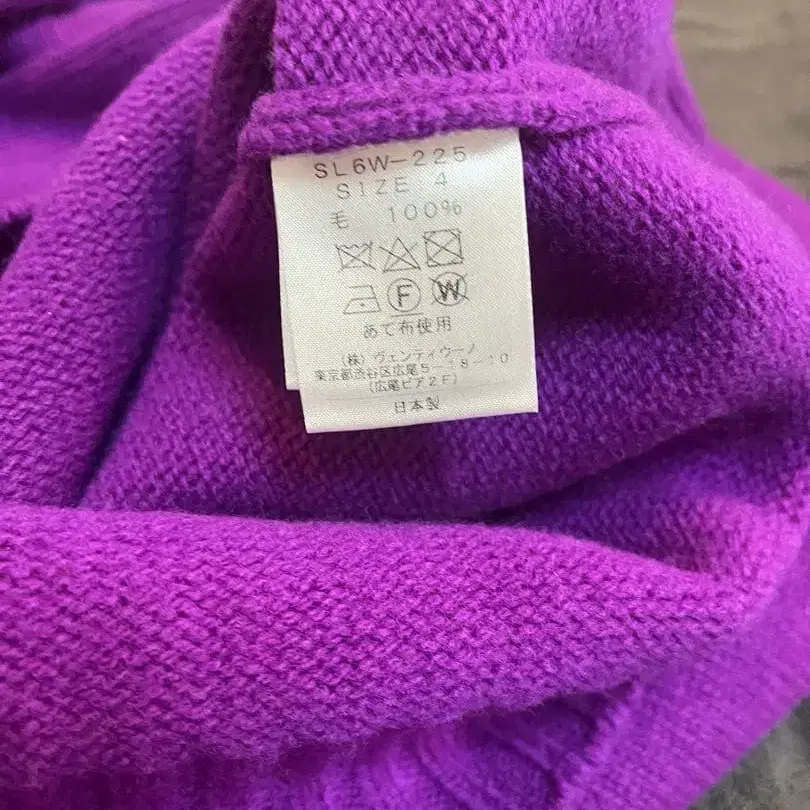 SL6W-225
SIZE 4
毛 100%
F W
あて布使用
(株) ヴェンティウーノ
東京都渋谷区広尾5-18-10
(広尾ピア2F)
日本製